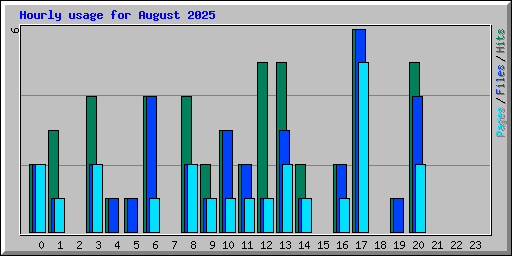 Hourly usage for August 2025
6
Pages/Files/Hits
0 1 2 3 4 5 6 7 8 9 10 11 12 13 14 15 16 17 18 19 20 21 22 23